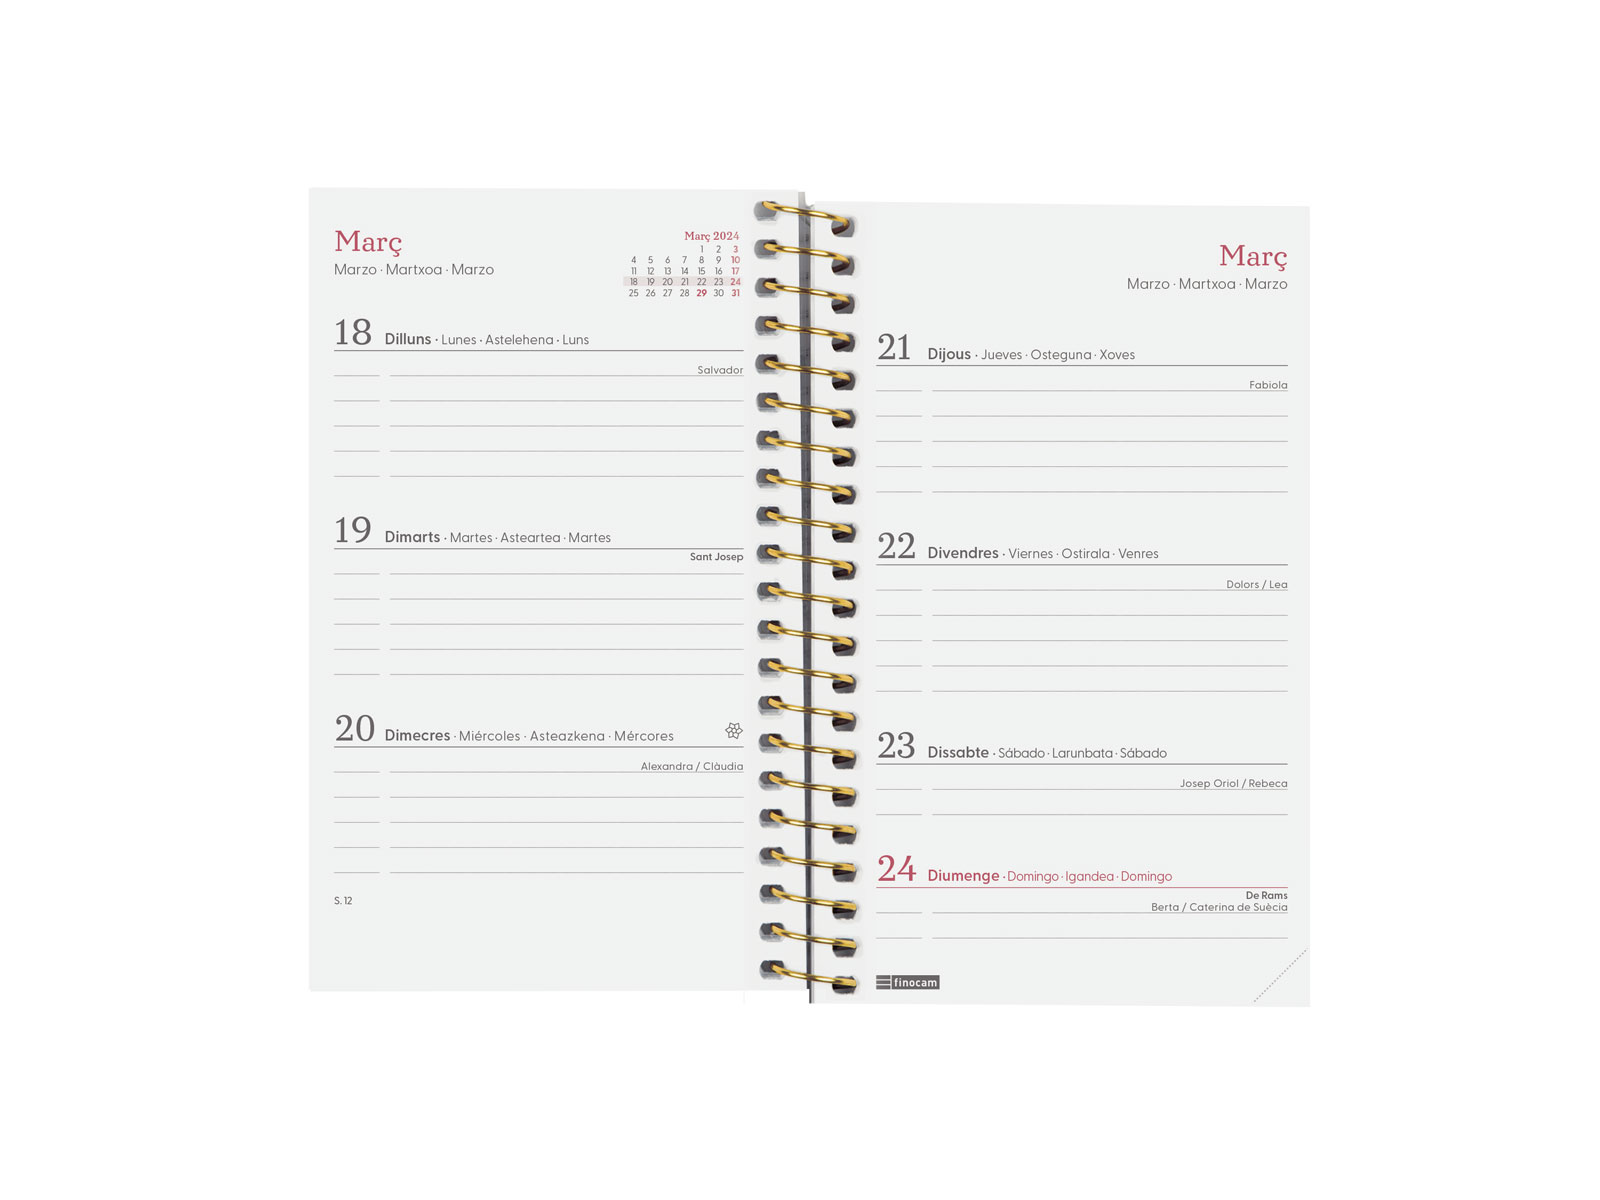 Març
Marzo · Martxoa · Marzo
Març 2024
1 2 3
4 5 6 7 8 9 10
11 12 13 14 15 16 17
18 19 20 21 22 23 24
25 26 27 28 29 30 31
18 Dilluns · Lunes · Astelehena · Luns
Salvador
19 Dimarts · Martes · Asteartea · Martes
Sant Josep
20 Dimecres · Miércoles · Asteazkena · Mércores
Alexandra / Clàudia
S. 12
Març
Marzo · Martxoa · Marzo
21 Dijous · Jueves · Osteguna · Xoves
Fabiola
22 Divendres · Viernes · Ostirala · Venres
Dolors / Lea
23 Dissabte · Sábado · Larunbata · Sábado
Josep Oriol / Rebeca
24 Diumenge · Domingo · Igandea · Domingo
De Rams
Berta / Caterina de Suècia
finocam